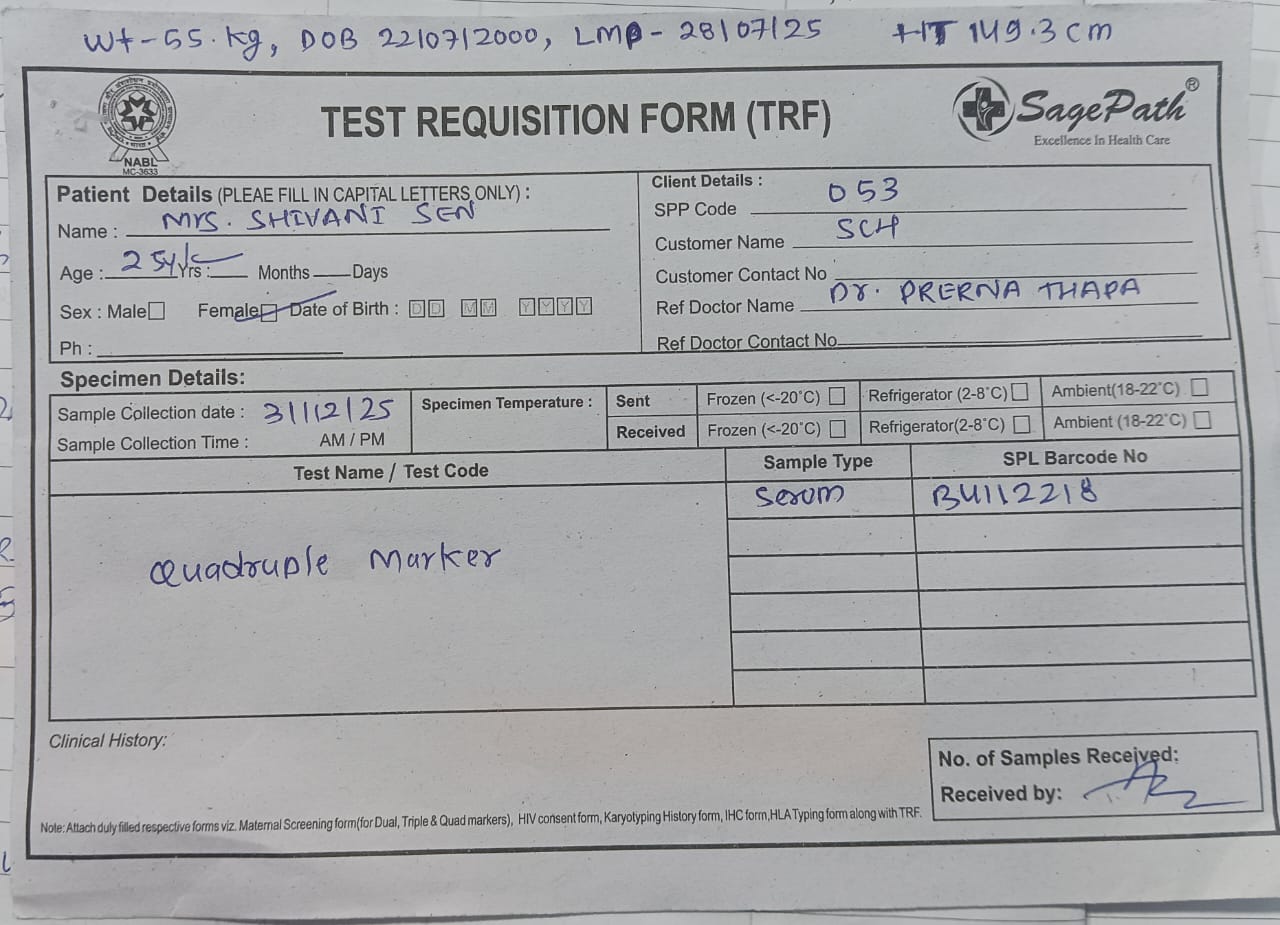 Wt-55.kg, DOB 22/07/2000, LMP- 28/07/25 HT 149.3 cm
TEST REQUISITION FORM (TRF)
NABL
MC-3633
SagePath®
Excellence In Health Care
Patient Details (PLEAE FILL IN CAPITAL LETTERS ONLY) :
Name : Mrs. SHIVANI SEN
Age : 25y Yrs : Months Days
Sex : Male Female Date of Birth : DD MM YYYY
Ph :
Client Details :
SPP Code 053
Customer Name SCH
Customer Contact No
Ref Doctor Name Dr. PRERNA THAPA
Ref Doctor Contact No
Specimen Details:
Sample Collection date : 31/12/25
Sample Collection Time : AM / PM
Specimen Temperature :
Sent Frozen (<-20°C) Refrigerator (2-8°C) Ambient(18-22°C)
Received Frozen (<-20°C) Refrigerator(2-8°C) Ambient (18-22°C)
Test Name / Test Code Sample Type SPL Barcode No
Serum B4112218
Quadruple Marker
Clinical History:
No. of Samples Received:
Received by:
Note: Attach duly filled respective forms viz. Maternal Screening form(for Dual, Triple & Quad markers), HIV consent form, Karyotyping History form, IHC form,HLA Typing form along with TRF.